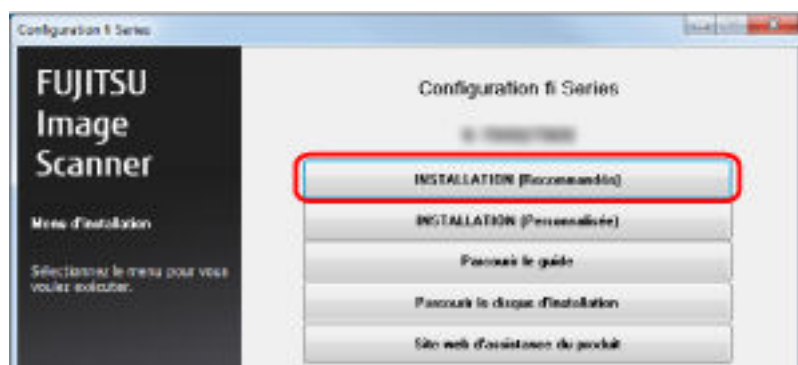 Configuration fi Series
FUJITSU
Image
Scanner
Menu d'installation
Sélectionnez le menu pour vous
voulez exécuter.
Configuration fi Series
INSTALLATION (Recommandée)
INSTALLATION (Personnalisée)
Parcourir le guide
Parcourir le disque d'installation
Site web d'assistance du produit